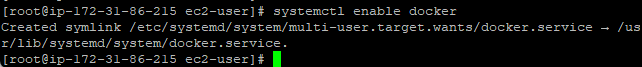 [root@ip-172-31-86-215 ec2-user]# systemctl enable docker
Created symlink /etc/systemd/system/multi-user.target.wants/docker.service → /us
r/lib/systemd/system/docker.service.
[root@ip-172-31-86-215 ec2-user]#